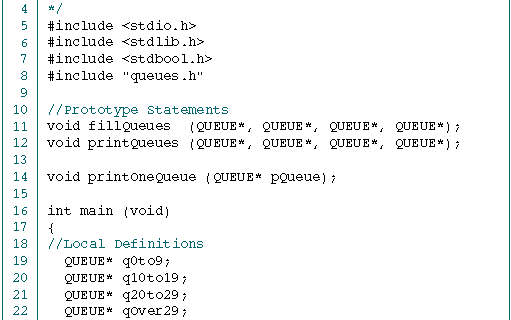 4 */
5 #include <stdio.h>
6 #include <stdlib.h>
7 #include <stdbool.h>
8 #include "queues.h"
9
10 //Prototype Statements
11 void fillQueues  (QUEUE*, QUEUE*, QUEUE*, QUEUE*);
12 void printQueues (QUEUE*, QUEUE*, QUEUE*, QUEUE*);
13
14 void printOneQueue (QUEUE* pQueue);
15
16 int main (void)
17 {
18 //Local Definitions
19   QUEUE* q0to9;
20   QUEUE* q10to19;
21   QUEUE* q20to29;
22   QUEUE* qOver29;